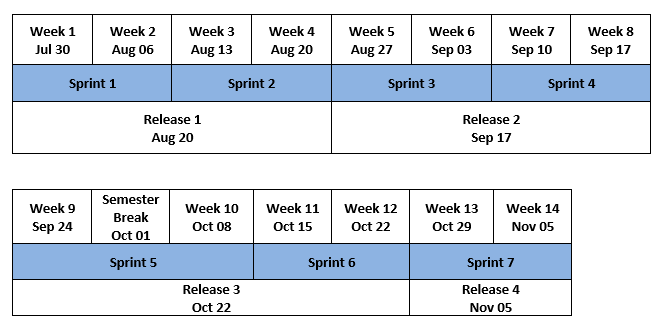 Week 1 Week 2 Week 3 Week 4 Week 5 Week 6 Week 7 Week 8
Jul 30 Aug 06 Aug 13 Aug 20 Aug 27 Sep 03 Sep 10 Sep 17
Sprint 1 Sprint 2 Sprint 3 Sprint 4
Release 1 Release 2
Aug 20 Sep 17
Week 9 Semester Break Week 10 Week 11 Week 12 Week 13 Week 14
Sep 24 Oct 01 Oct 08 Oct 15 Oct 22 Oct 29 Nov 05
Sprint 5 Sprint 6 Sprint 7
Release 3 Release 4
Oct 22 Nov 05